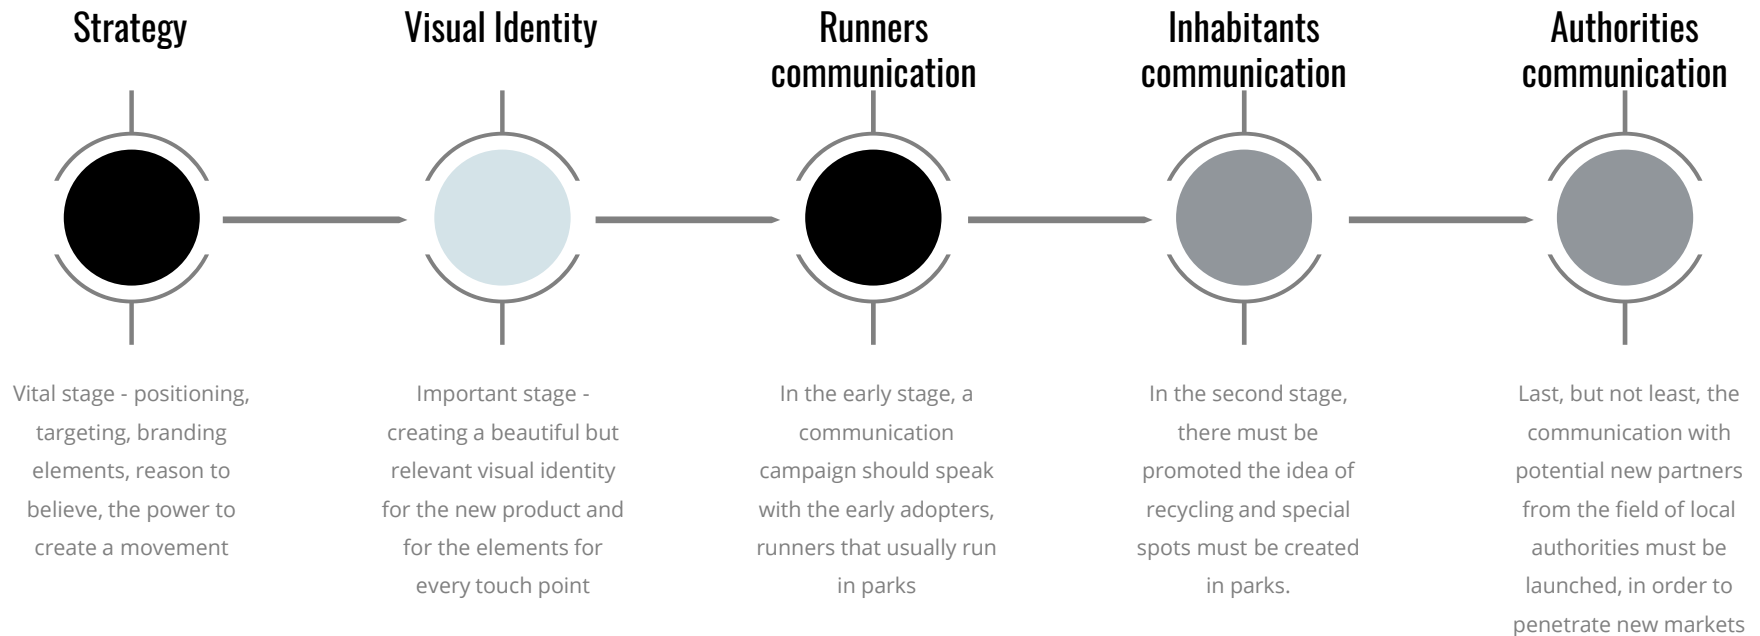 Strategy
Vital stage - positioning,
targeting, branding
elements, reason to
believe, the power to
create a movement
Visual Identity
Important stage -
creating a beautiful but
relevant visual identity
for the new product and
for the elements for
every touch point
Runners
communication
In the early stage, a
communication
campaign should speak
with the early adopters,
runners that usually run
in parks
Inhabitants
communication
In the second stage,
there must be
promoted the idea of
recycling and special
spots must be created
in parks.
Authorities
communication
Last, but not least, the
communication with
potential new partners
from the field of local
authorities must be
launched, in order to
penetrate new markets